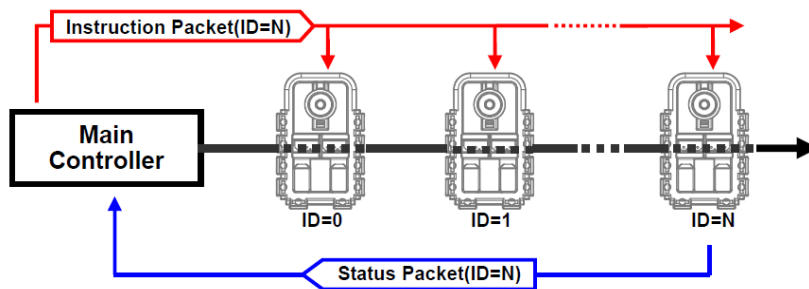 Instruction Packet(ID=N)
Main
Controller
ID=0
ID=1
ID=N
Status Packet(ID=N)